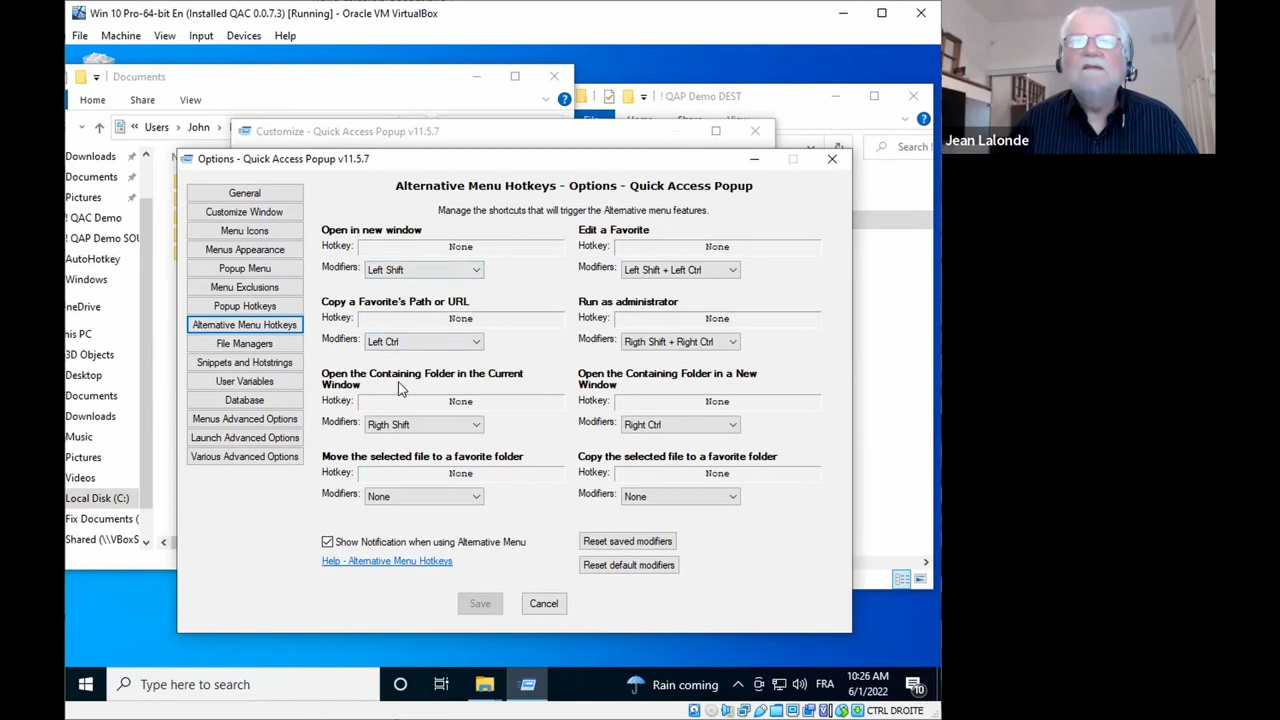 Win 10 Pro-64-bit En (Installed QAC 0.0.7.3) [Running] - Oracle VM VirtualBox
File Machine View Input Devices Help
Documents
Home Share View
Users John
! QAP Demo DEST
Search !
Customize - Quick Access Popup v11.5.7
Options - Quick Access Popup v11.5.7
Jean Lalonde
Downloads
Documents
Pictures
! QAC Demo
! QAP Demo SOU
AutoHotkey
Windows
neDrive
his PC
3D Objects
Desktop
Documents
Downloads
Music
Pictures
Videos
Local Disk (C:)
Fix Documents (
Shared (\\VBoxS
General
Customize Window
Menu Icons
Menus Appearance
Popup Menu
Menu Exclusions
Popup Hotkeys
Alternative Menu Hotkeys
File Managers
Snippets and Hotstrings
User Variables
Database
Menus Advanced Options
Launch Advanced Options
Various Advanced Options
Alternative Menu Hotkeys - Options - Quick Access Popup
Manage the shortcuts that will trigger the Alternative menu features.
Open in new window
Hotkey: None
Modifiers: Left Shift
Edit a Favorite
Hotkey: None
Modifiers: Left Shift + Left Ctrl
Copy a Favorite's Path or URL
Hotkey: None
Modifiers: Left Ctrl
Run as administrator
Hotkey: None
Modifiers: Rigth Shift + Right Ctrl
Open the Containing Folder in the Current
Window
Hotkey: None
Modifiers: Rigth Shift
Open the Containing Folder in a New
Window
Hotkey: None
Modifiers: Right Ctrl
Move the selected file to a favorite folder
Hotkey: None
Modifiers: None
Copy the selected file to a favorite folder
Hotkey: None
Modifiers: None
Show Notification when using Alternative Menu
Help - Alternative Menu Hotkeys
Reset saved modifiers
Reset default modifiers
Save Cancel
Type here to search
Rain coming
FRA
10:26 AM
6/1/2022
10
CTRL DROITE